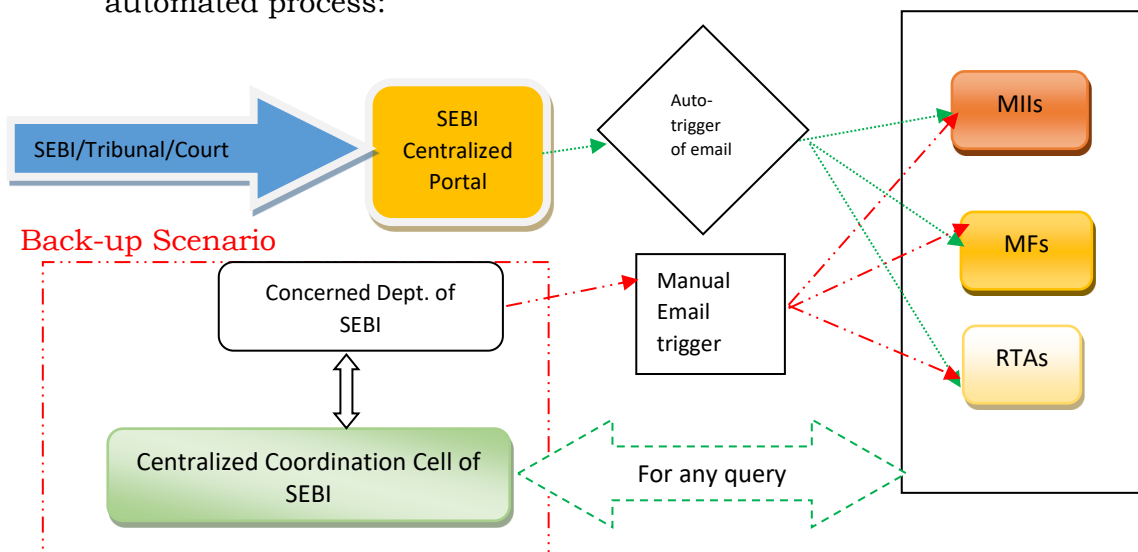 automated process:
SEBI/Tribunal/Court
SEBI
Centralized
Portal
Auto-
trigger
of email
MIIs
MFs
RTAs
Back-up Scenario
Concerned Dept. of
SEBI
Manual
Email
trigger
Centralized Coordination Cell of
SEBI
For any query